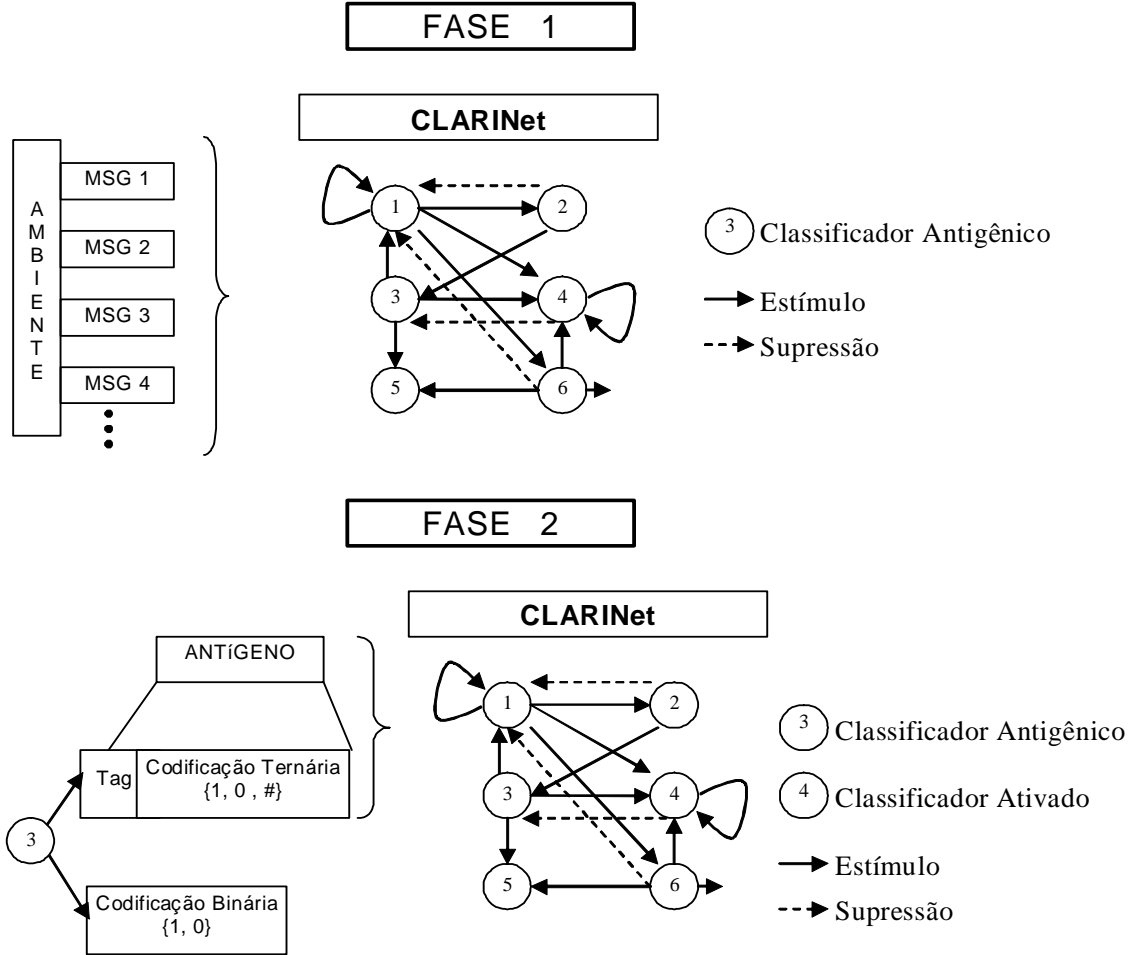 FASE 1
CLARINet
AMBIENTE
MSG 1
MSG 2
MSG 3
MSG 4
1
2
3
4
5
6
3 Classificador Antigênico
Estímulo
Supressão
FASE 2
CLARINet
ANTíGENO
Tag
Codificação Ternária
{1, 0 , #}
3
Codificação Binária
{1, 0}
1
2
3
4
5
6
3 Classificador Antigênico
4 Classificador Ativado
Estímulo
Supressão